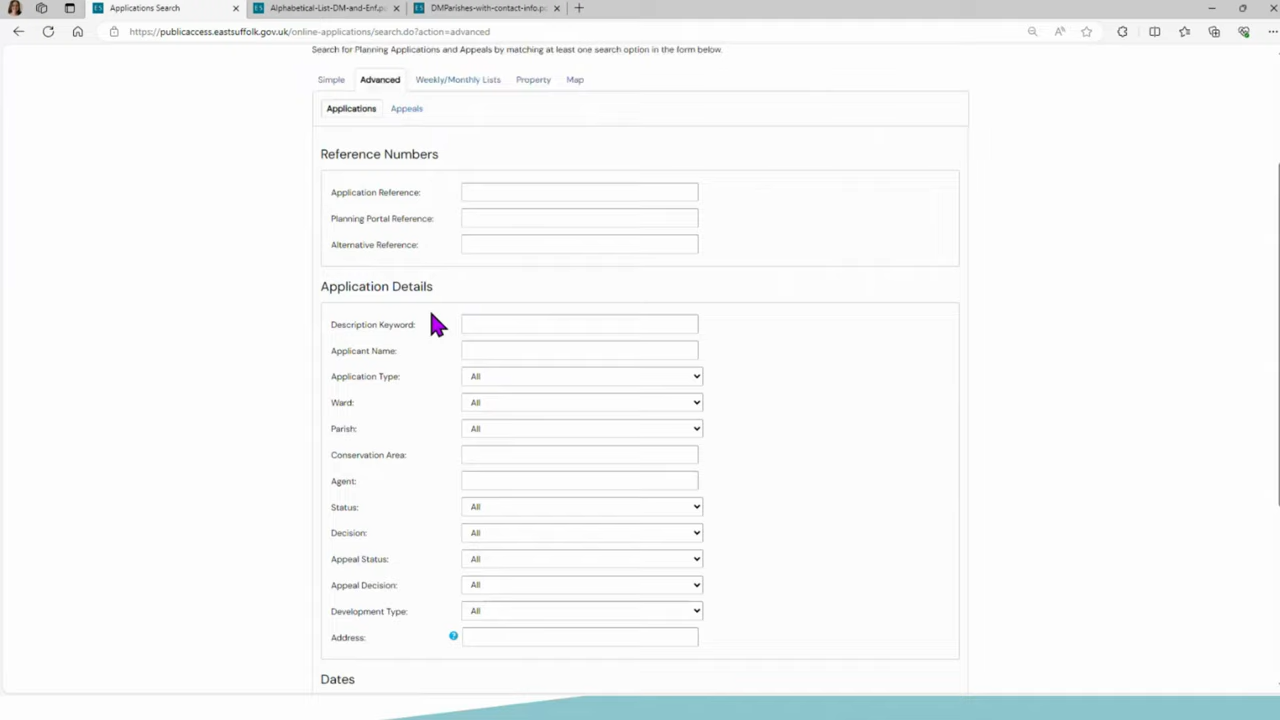 Applications Search
Alphabetical-List-DM-and-Enf.pd
DMParishes-with-contact-info.pd
https://publicaccess.eastsuffolk.gov.uk/online-applications/search.do?action=advanced
Search for Planning Applications and Appeals by matching at least one search option in the form below.
Simple Advanced Weekly/Monthly Lists Property Map
Applications Appeals
Reference Numbers
Application Reference:
Planning Portal Reference:
Alternative Reference:
Application Details
Description Keyword:
Applicant Name:
Application Type: All
Ward: All
Parish: All
Conservation Area:
Agent:
Status: All
Decision: All
Appeal Status: All
Appeal Decision: All
Development Type: All
Address:
Dates